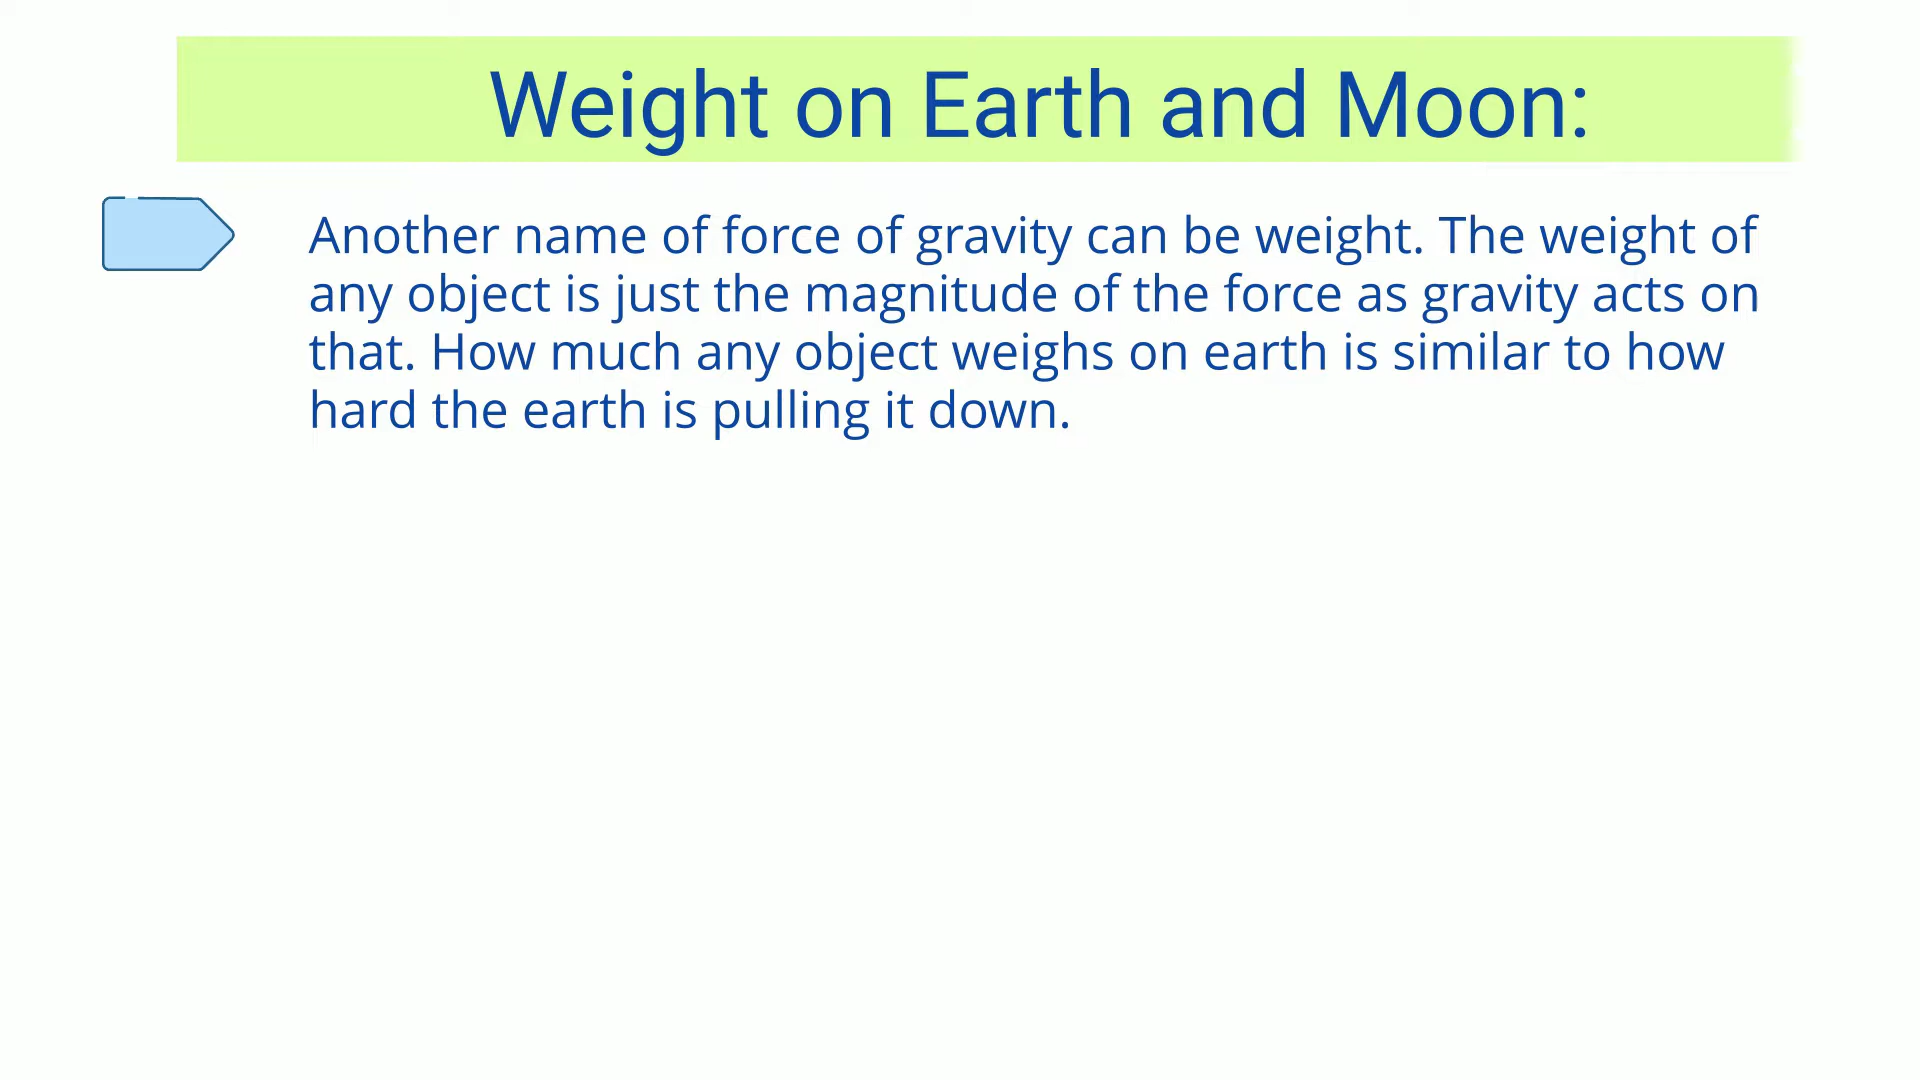 Weight on Earth and Moon:
Another name of force of gravity can be weight. The weight of
any object is just the magnitude of the force as gravity acts on
that. How much any object weighs on earth is similar to how
hard the earth is pulling it down.